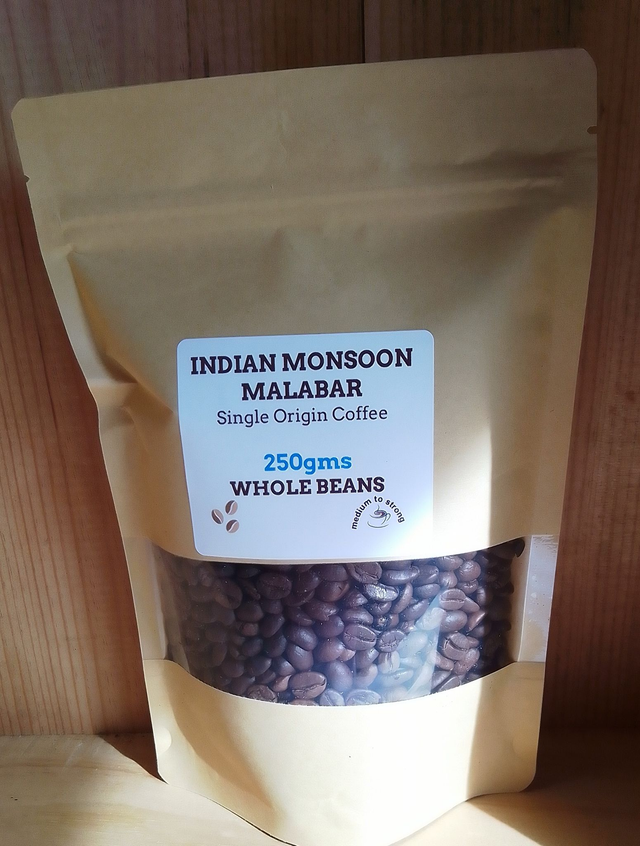 INDIAN MONSOON
MALABAR
Single Origin Coffee
250gms
WHOLE BEANS
medium to strong